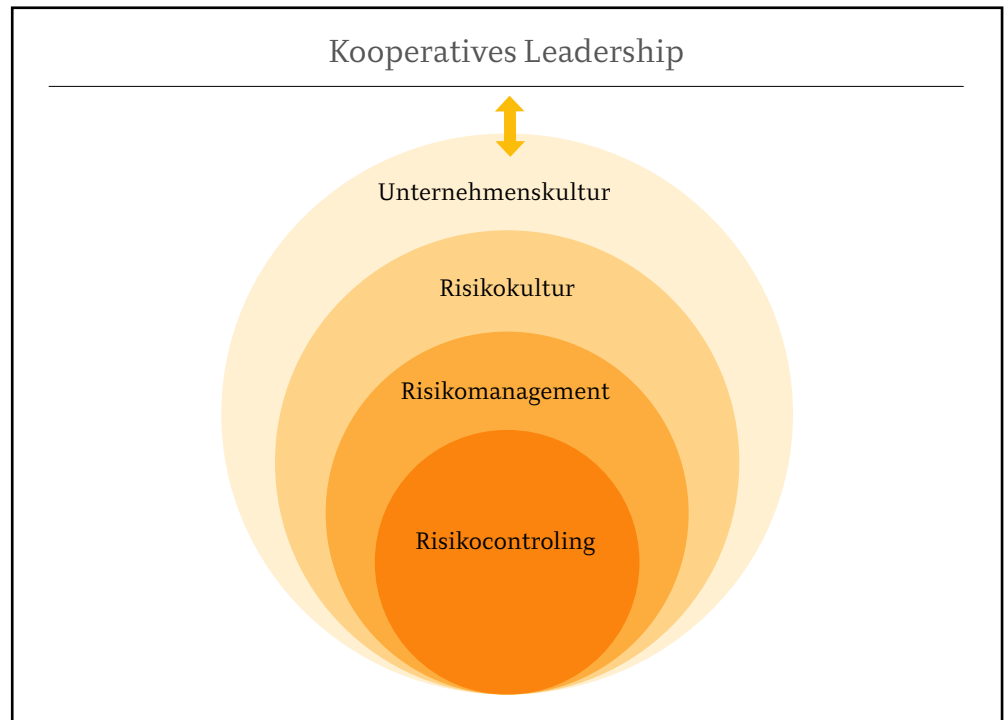 Kooperatives Leadership
Unternehmenskultur
Risikokultur
Risikomanagement
Risikocontroling